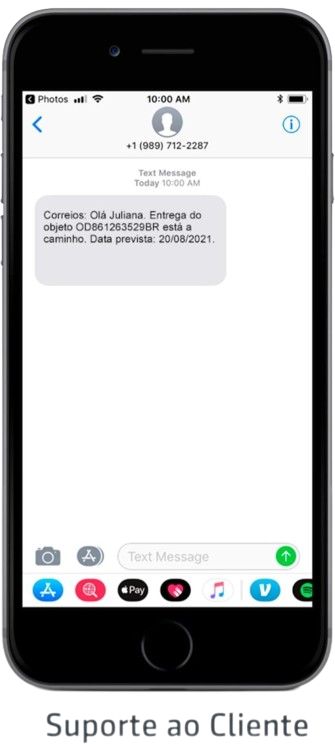 Photos 10:00 AM
+1 (989) 712-2287
Text Message
Today 10:00 AM
Correios: Olá Juliana. Entrega do
objeto OD861263529BR está a
caminho. Data prevista: 20/08/2021.
Text Message
Pay
Suporte ao Cliente